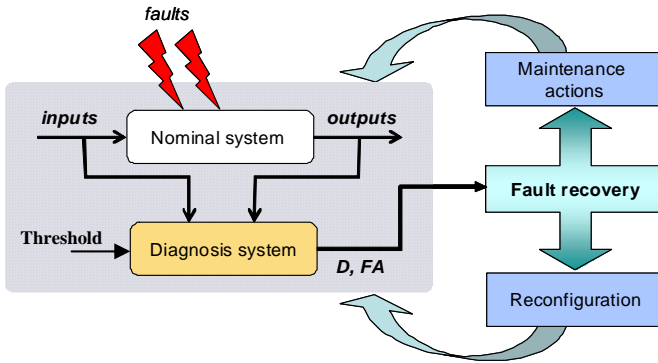 faults
Maintenance
actions
inputs
outputs
Nominal system
Fault recovery
Threshold
Diagnosis system
D, FA
Reconfiguration